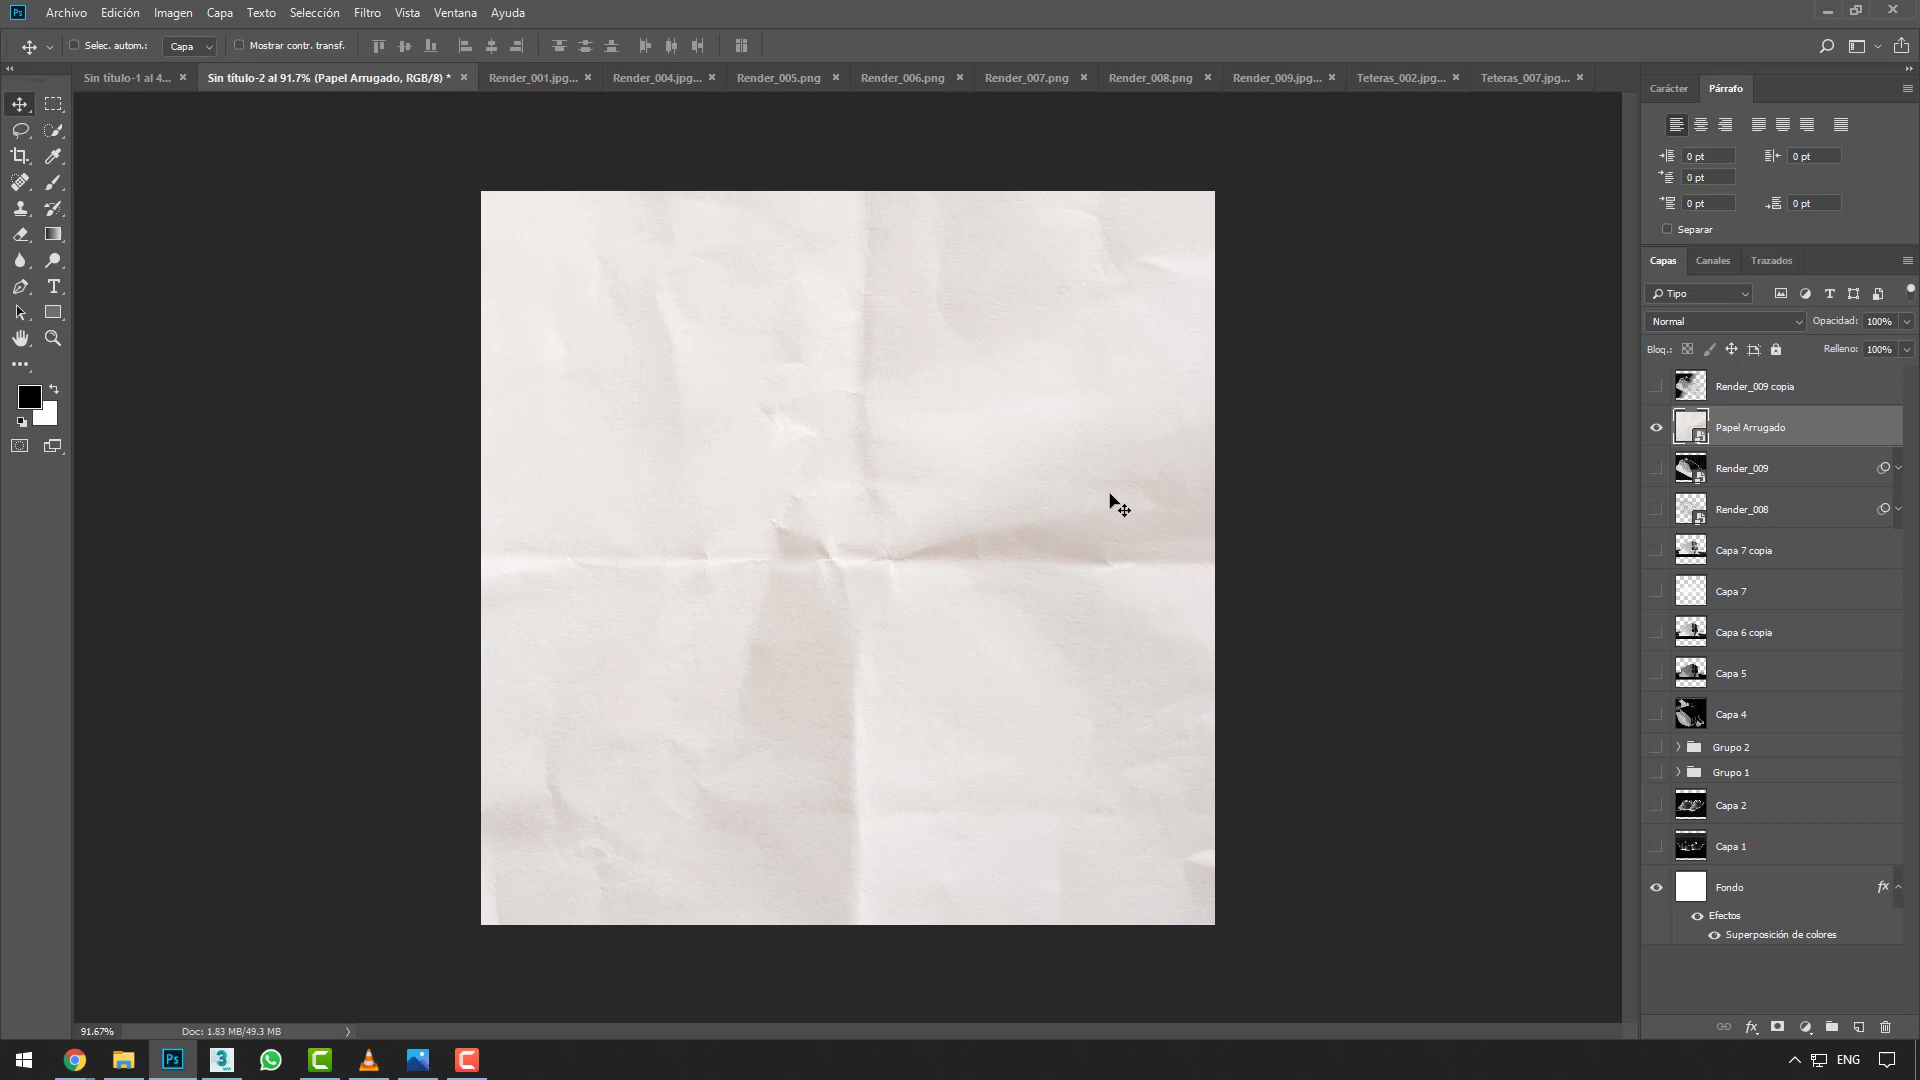 Ps Archivo Edición Imagen Capa Texto Selección Filtro Vista Ventana Ayuda
Selec. autom.: Capa Mostrar contr. transf.
Sin título-1 al 4... × Sin título-2 al 91.7% (Papel Arrugado, RGB/8) * × Render_001.jpg... × Render_004.jpg... × Render_005.png × Render_006.png × Render_007.png × Render_008.png × Render_009.jpg... × Teteras_002.jpg... × Teteras_007.jpg... ×
Carácter Párrafo
0 pt 0 pt
0 pt
0 pt 0 pt
Separar
Capas Canales Trazados
Tipo
Normal Opacidad: 100%
Bloq.: Relleno: 100%
Render_009 copia
Papel Arrugado
Render_009
Render_008
Capa 7 copia
Capa 7
Capa 6 copia
Capa 5
Capa 4
Grupo 2
Grupo 1
Capa 2
Capa 1
Fondo fx
Efectos
Superposición de colores
91.67% Doc: 1.83 MB/49.3 MB
fx
Ps 3 MAX C C ENG